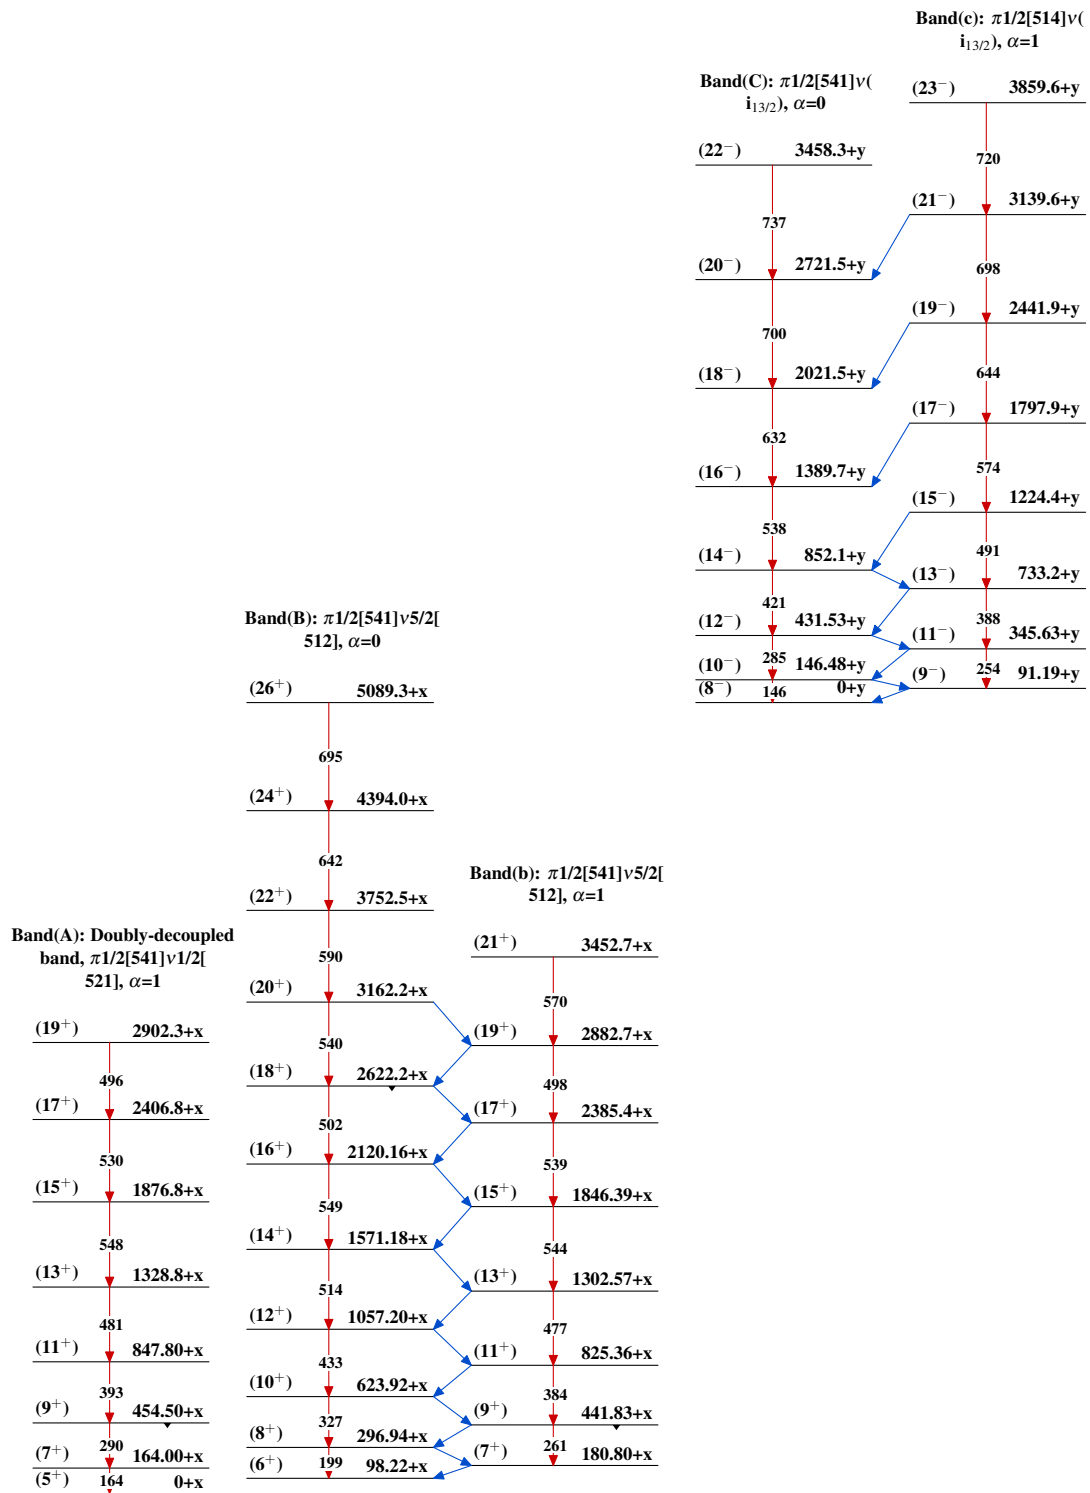 Band(c): π1/2[514]ν(
i13/2), α=1
(23−) 3859.6+y
720
(21−) 3139.6+y
698
(19−) 2441.9+y
644
(17−) 1797.9+y
574
(15−) 1224.4+y
491
(13−) 733.2+y
388
(11−) 345.63+y
254
(9−) 91.19+y
Band(C): π1/2[541]ν(
i13/2), α=0
(22−) 3458.3+y
737
(20−) 2721.5+y
700
(18−) 2021.5+y
632
(16−) 1389.7+y
538
(14−) 852.1+y
421
(12−) 431.53+y
285
(10−) 146.48+y
146
(8−) 0+y
Band(B): π1/2[541]ν5/2[
512], α=0
(26+) 5089.3+x
695
(24+) 4394.0+x
642
(22+) 3752.5+x
590
(20+) 3162.2+x
540
(18+) 2622.2+x
502
(16+) 2120.16+x
549
(14+) 1571.18+x
514
(12+) 1057.20+x
433
(10+) 623.92+x
327
(8+) 296.94+x
199
(6+) 98.22+x
Band(b): π1/2[541]ν5/2[
512], α=1
(21+) 3452.7+x
570
(19+) 2882.7+x
498
(17+) 2385.4+x
539
(15+) 1846.39+x
544
(13+) 1302.57+x
477
(11+) 825.36+x
384
(9+) 441.83+x
261
(7+) 180.80+x
Band(A): Doubly-decoupled
band, π1/2[541]ν1/2[
521], α=1
(19+) 2902.3+x
496
(17+) 2406.8+x
530
(15+) 1876.8+x
548
(13+) 1328.8+x
481
(11+) 847.80+x
393
(9+) 454.50+x
290
(7+) 164.00+x
164
(5+) 0+x